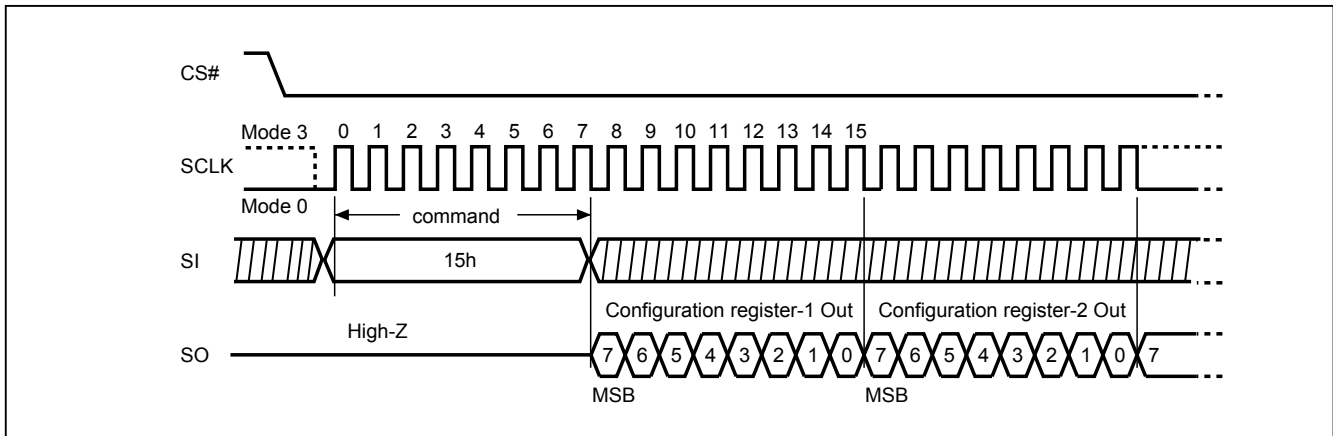 CS#
Mode 3 0 1 2 3 4 5 6 7 8 9 10 11 12 13 14 15
SCLK
Mode 0
command
SI 15h
Configuration register-1 Out Configuration register-2 Out
High-Z
SO 7 6 5 4 3 2 1 0 7 6 5 4 3 2 1 0 7
MSB MSB